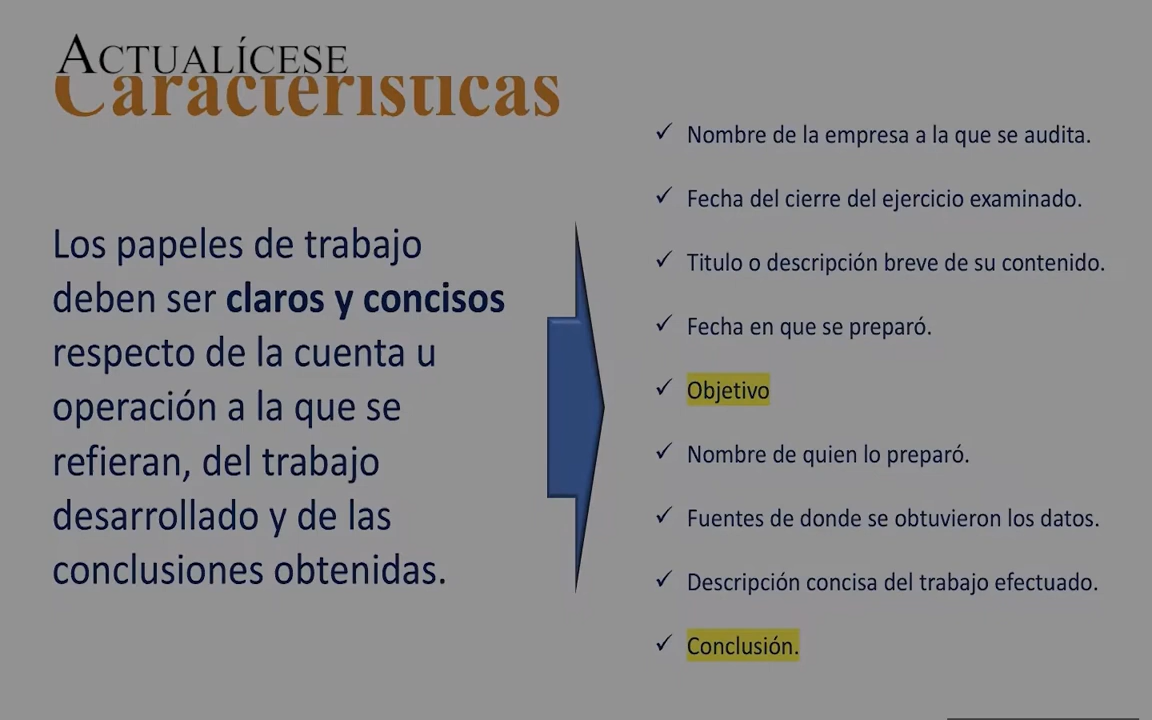 ACTUALÍCESE
Características
Los papeles de trabajo
deben ser claros y concisos
respecto de la cuenta u
operación a la que se
refieran, del trabajo
desarrollado y de las
conclusiones obtenidas.
✓ Nombre de la empresa a la que se audita.
✓ Fecha del cierre del ejercicio examinado.
✓ Titulo o descripción breve de su contenido.
✓ Fecha en que se preparó.
✓ Objetivo
✓ Nombre de quien lo preparó.
✓ Fuentes de donde se obtuvieron los datos.
✓ Descripción concisa del trabajo efectuado.
✓ Conclusión.